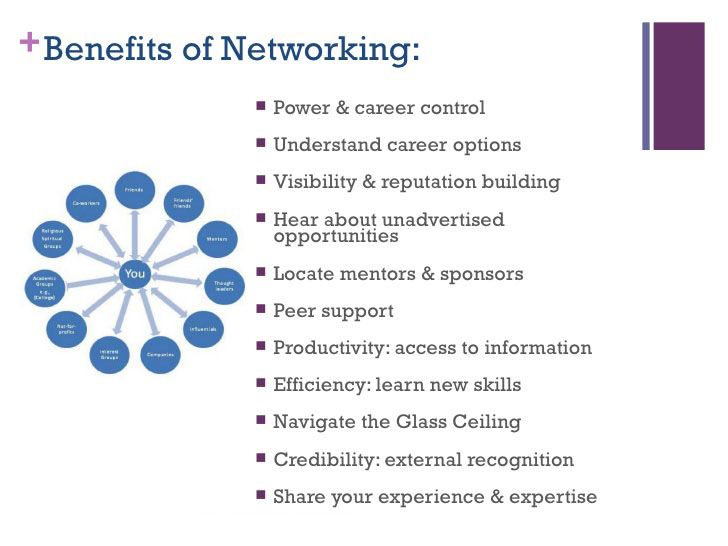 + Benefits of Networking:
■ Power & career control
■ Understand career options
■ Visibility & reputation building
■ Hear about unadvertised
opportunities
■ Locate mentors & sponsors
■ Peer support
■ Productivity: access to information
■ Efficiency: learn new skills
■ Navigate the Glass Ceiling
■ Credibility: external recognition
■ Share your experience & expertise
You
Friends
Friends'
friends
Mentors
Thought
leaders
Influentials
Companies
Interest
Groups
Not-for-
profits
Academic
Groups
e.g.,
(College)
Religious
Spiritual
Groups
Co-workers